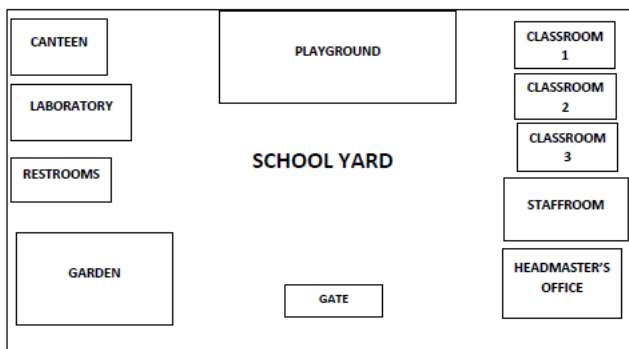 CANTEEN
PLAYGROUND
CLASSROOM
1
LABORATORY
CLASSROOM
2
CLASSROOM
3
SCHOOL YARD
RESTROOMS
STAFFROOM
GARDEN
HEADMASTER'S
OFFICE
GATE